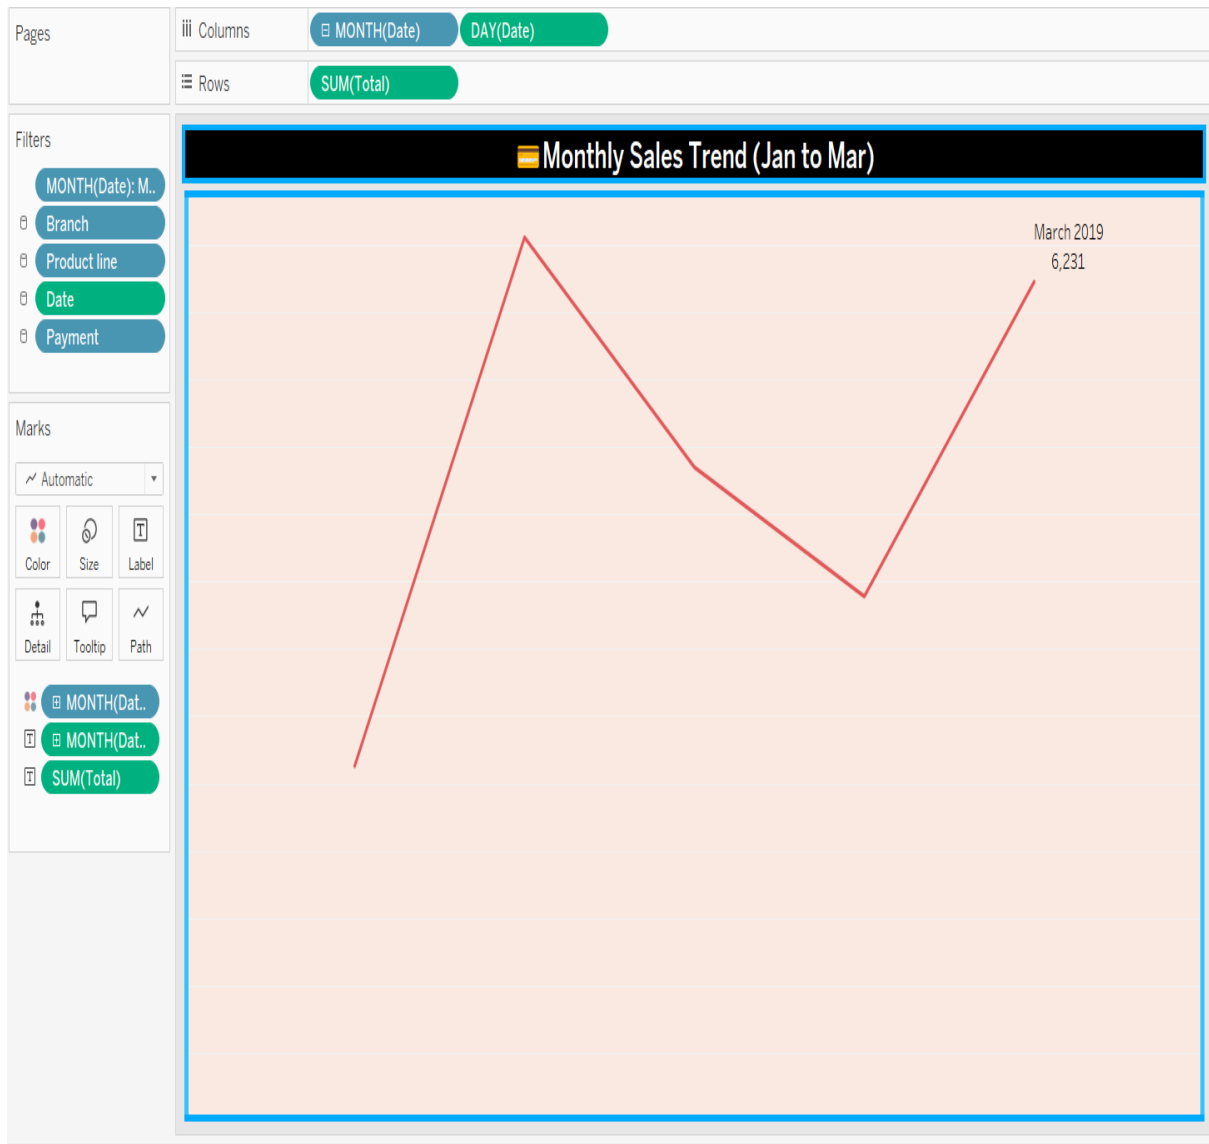 Pages
Columns
MONTH(Date) DAY(Date)
Rows
SUM(Total)
Filters
MONTH(Date): M..
Branch
Product line
Date
Payment
Marks
Automatic
Color Size Label
Detail Tooltip Path
MONTH(Dat..
MONTH(Dat..
SUM(Total)
💳Monthly Sales Trend (Jan to Mar)
March 2019
6,231